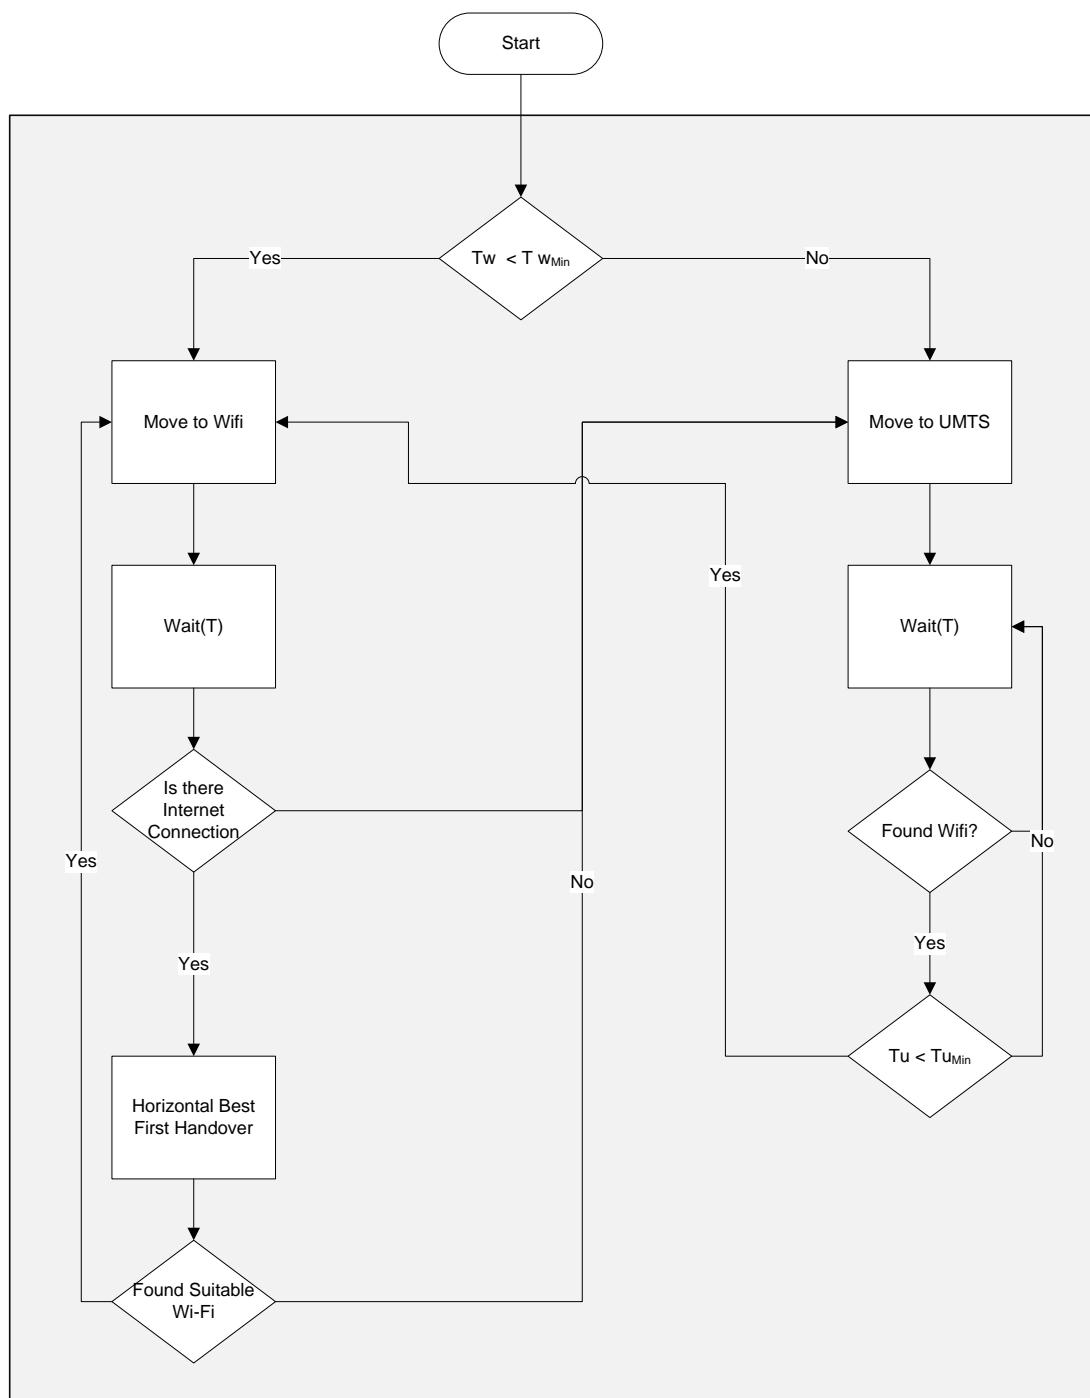 Start
Tw < T wMin
Yes
No
Move to Wifi
Move to UMTS
Yes
Wait(T)
Wait(T)
Is there
Internet
Connection
Found Wifi?
No
Yes
No
Yes
Yes
Tu < TuMin
Horizontal Best
First Handover
Found Suitable
Wi-Fi